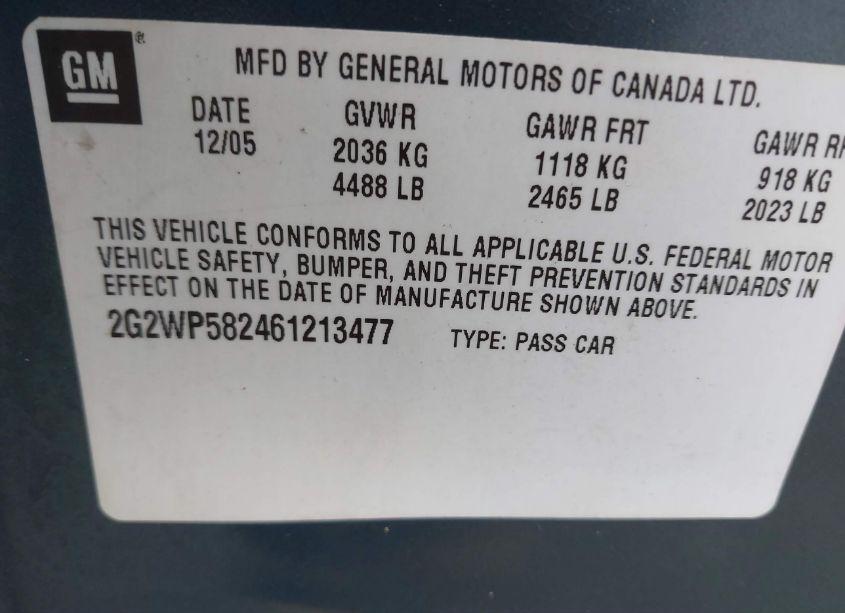 GM ®
MFD BY GENERAL MOTORS OF CANADA LTD.
DATE GVWR GAWR FRT GAWR RR
12/05 2036 KG 1118 KG 918 KG
4488 LB 2465 LB 2023 LB
THIS VEHICLE CONFORMS TO ALL APPLICABLE U.S. FEDERAL MOTOR
VEHICLE SAFETY, BUMPER, AND THEFT PREVENTION STANDARDS IN
EFFECT ON THE DATE OF MANUFACTURE SHOWN ABOVE.
2G2WP582461213477 TYPE: PASS CAR